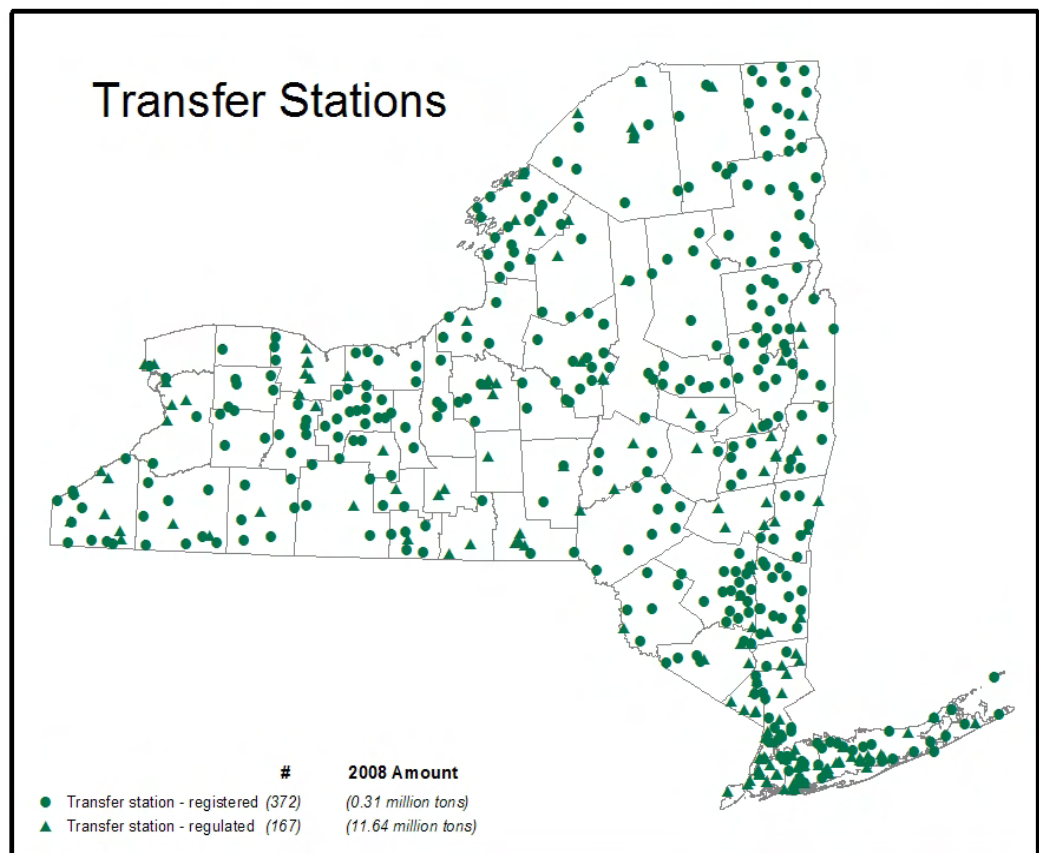 Transfer Stations
# 2008 Amount
Transfer station - registered (372) (0.31 million tons)
Transfer station - regulated (167) (11.64 million tons)